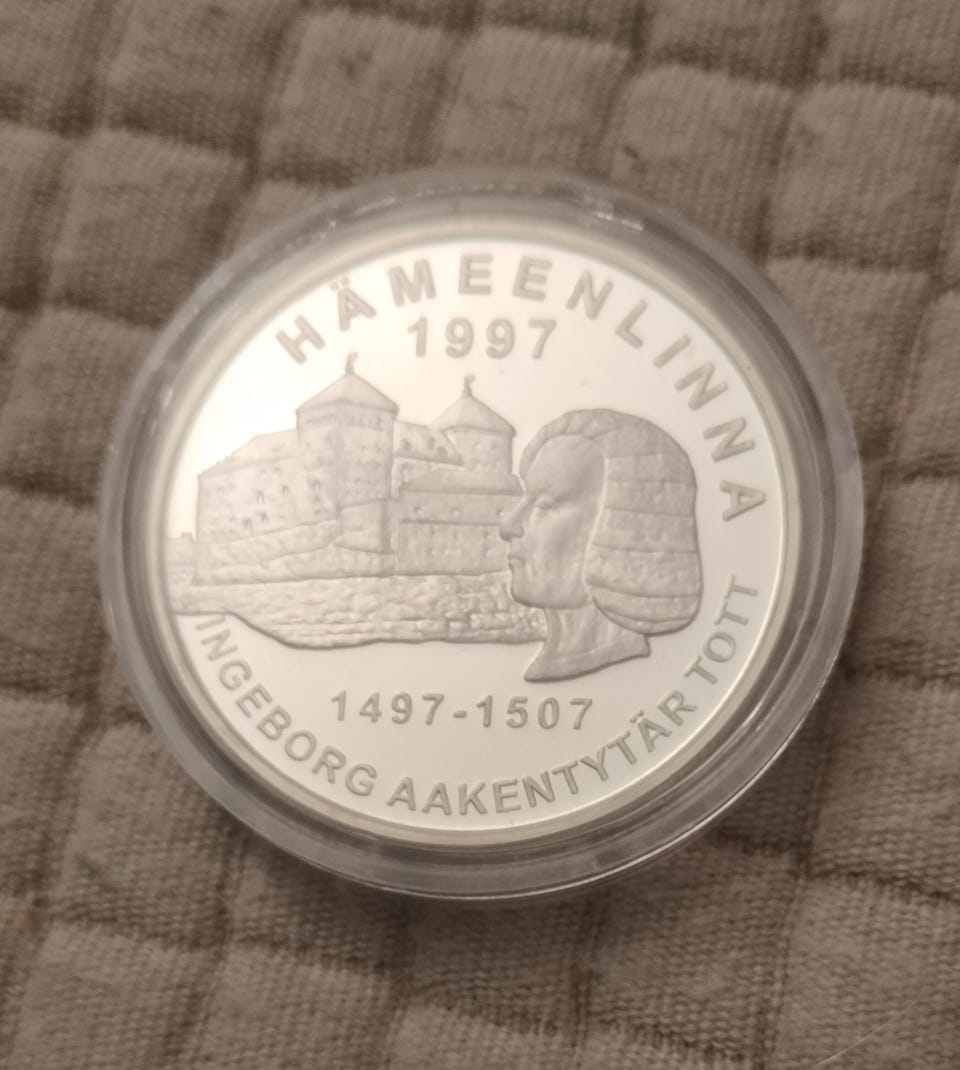 HÄMEENLINNA
1997
1497-1507
INGEBORG AAKENTYTÄR TOTT